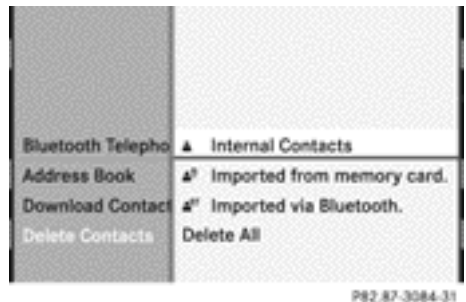 Bluetooth Telepho
Internal Contacts
Address Book
Imported from memory card.
Download Contact
Imported via Bluetooth.
Delete Contacts
Delete All
P82.87-3084-31